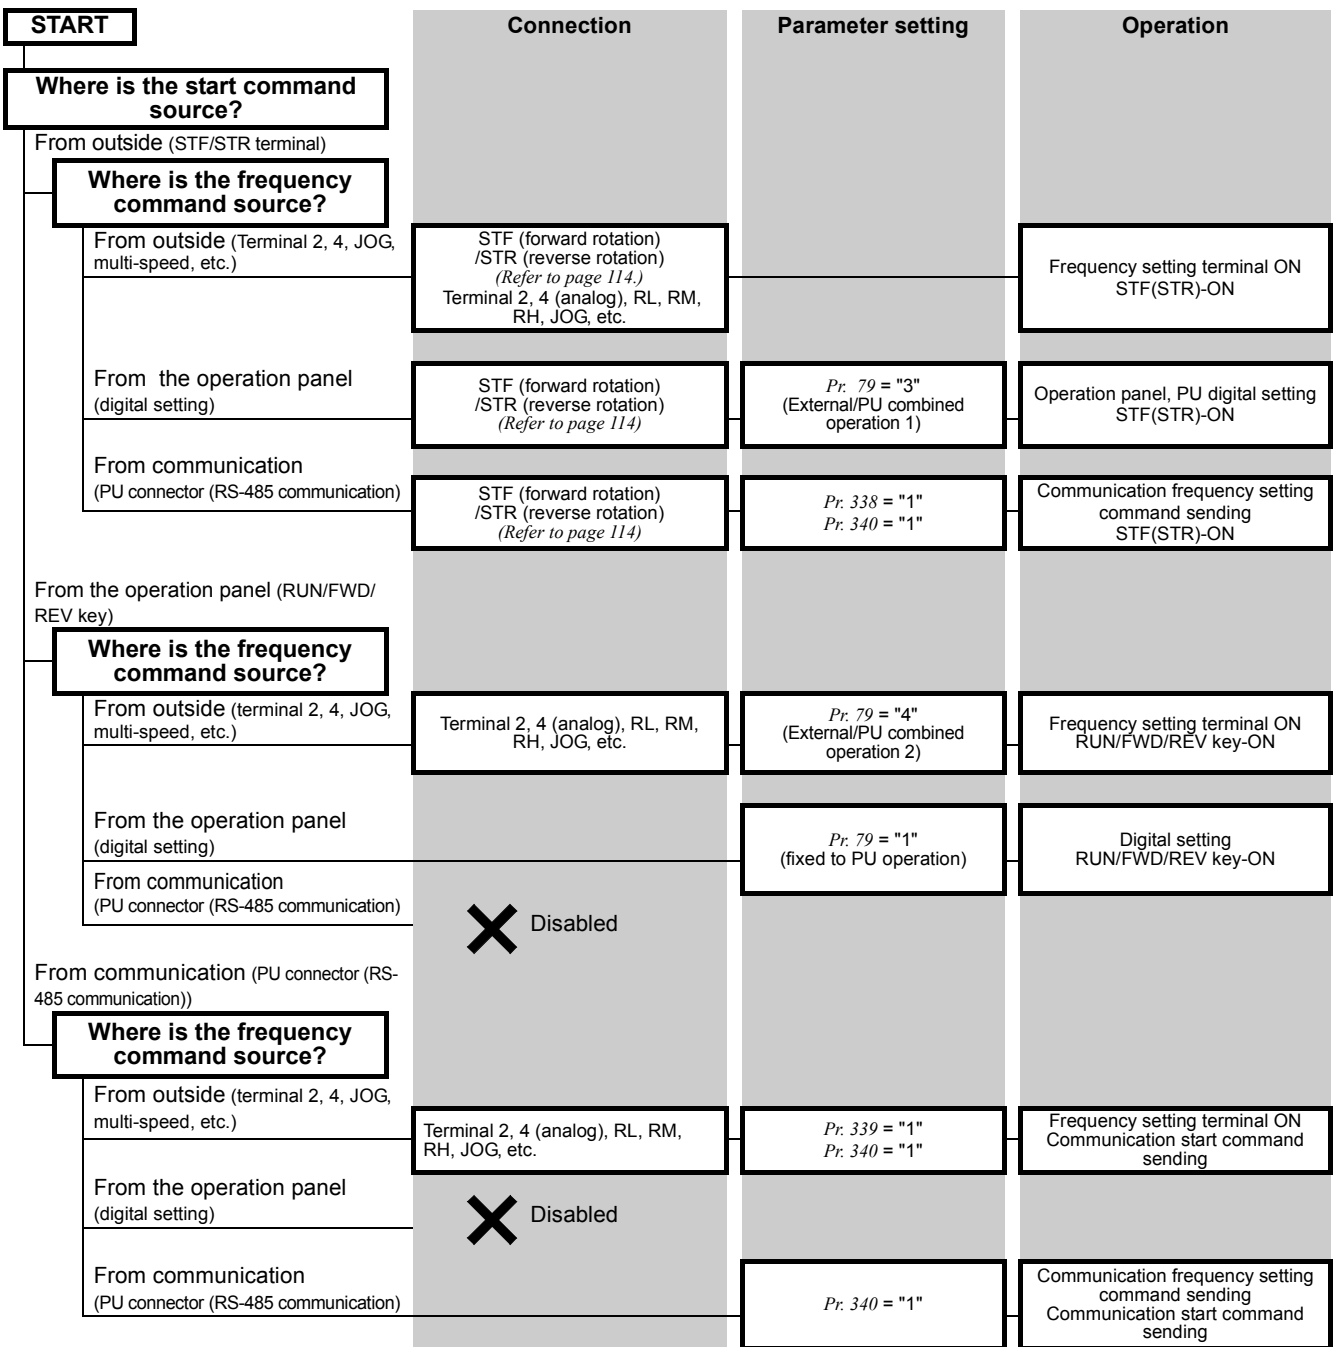 START
Connection
Parameter setting
Operation
Where is the start command
source?
From outside (STF/STR terminal)
Where is the frequency
command source?
From outside (Terminal 2, 4, JOG,
multi-speed, etc.)
STF (forward rotation)
/STR (reverse rotation)
(Refer to page 114.)
Terminal 2, 4 (analog), RL, RM,
RH, JOG, etc.
Frequency setting terminal ON
STF(STR)-ON
From the operation panel
(digital setting)
STF (forward rotation)
/STR (reverse rotation)
(Refer to page 114)
Pr. 79 = "3"
(External/PU combined
operation 1)
Operation panel, PU digital setting
STF(STR)-ON
From communication
(PU connector (RS-485 communication)
STF (forward rotation)
/STR (reverse rotation)
(Refer to page 114)
Pr. 338 = "1"
Pr. 340 = "1"
Communication frequency setting
command sending
STF(STR)-ON
From the operation panel (RUN/FWD/
REV key)
Where is the frequency
command source?
From outside (terminal 2, 4, JOG,
multi-speed, etc.)
Terminal 2, 4 (analog), RL, RM,
RH, JOG, etc.
Pr. 79 = "4"
(External/PU combined
operation 2)
Frequency setting terminal ON
RUN/FWD/REV key-ON
From the operation panel
(digital setting)
Pr. 79 = "1"
(fixed to PU operation)
Digital setting
RUN/FWD/REV key-ON
From communication
(PU connector (RS-485 communication)
Disabled
From communication (PU connector (RS-
485 communication))
Where is the frequency
command source?
From outside (terminal 2, 4, JOG,
multi-speed, etc.)
Terminal 2, 4 (analog), RL, RM,
RH, JOG, etc.
Pr. 339 = "1"
Pr. 340 = "1"
Frequency setting terminal ON
Communication start command
sending
From the operation panel
(digital setting)
Disabled
From communication
(PU connector (RS-485 communication)
Pr. 340 = "1"
Communication frequency setting
command sending
Communication start command
sending